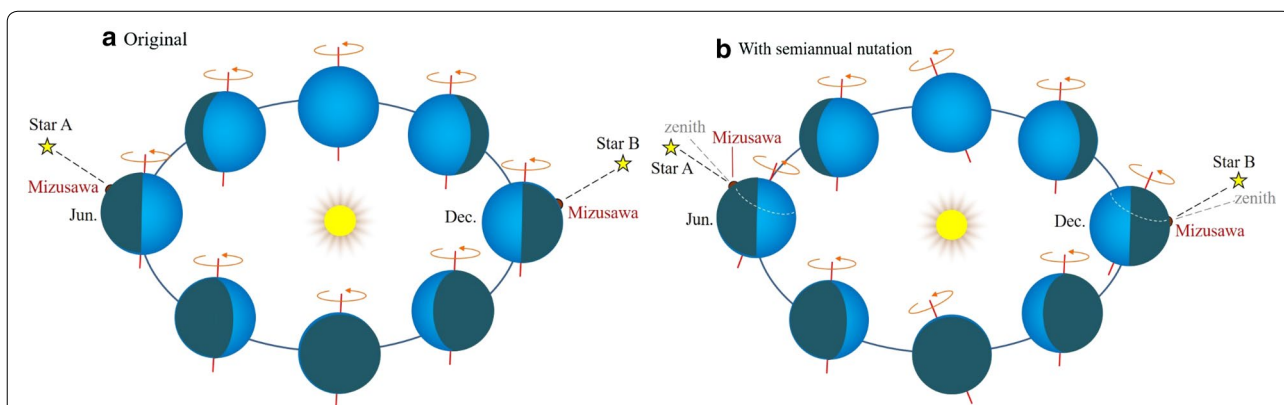 a Original
Star A
Mizusawa
Jun.
Star B
Dec.
Mizusawa
b With semiannual nutation
zenith
Mizusawa
Star A
Jun.
Star B
zenith
Dec.
Mizusawa